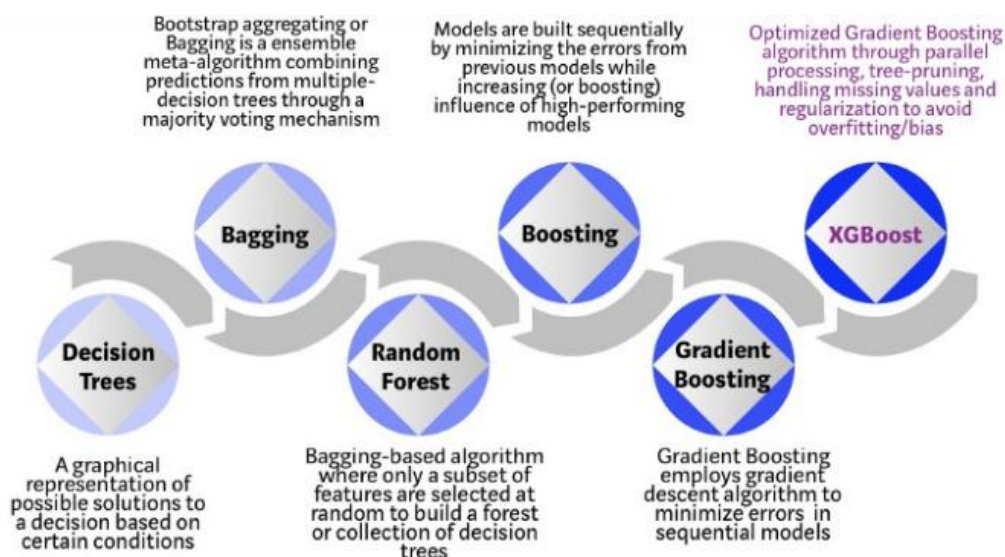 Bootstrap aggregating or
Bagging is a ensemble
meta-algorithm combining
predictions from multiple-
decision trees through a
majority voting mechanism
Models are built sequentially
by minimizing the errors from
previous models while
increasing (or boosting)
influence of high-performing
models
Optimized Gradient Boosting
algorithm through parallel
processing, tree-pruning,
handling missing values and
regularization to avoid
overfitting/bias
Bagging
Boosting
XGBoost
Decision
Trees
Random
Forest
Gradient
Boosting
A graphical
representation of
possible solutions to
a decision based on
certain conditions
Bagging-based algorithm
where only a subset of
features are selected at
random to build a forest
or collection of decision
trees
Gradient Boosting
employs gradient
descent algorithm to
minimize errors in
sequential models